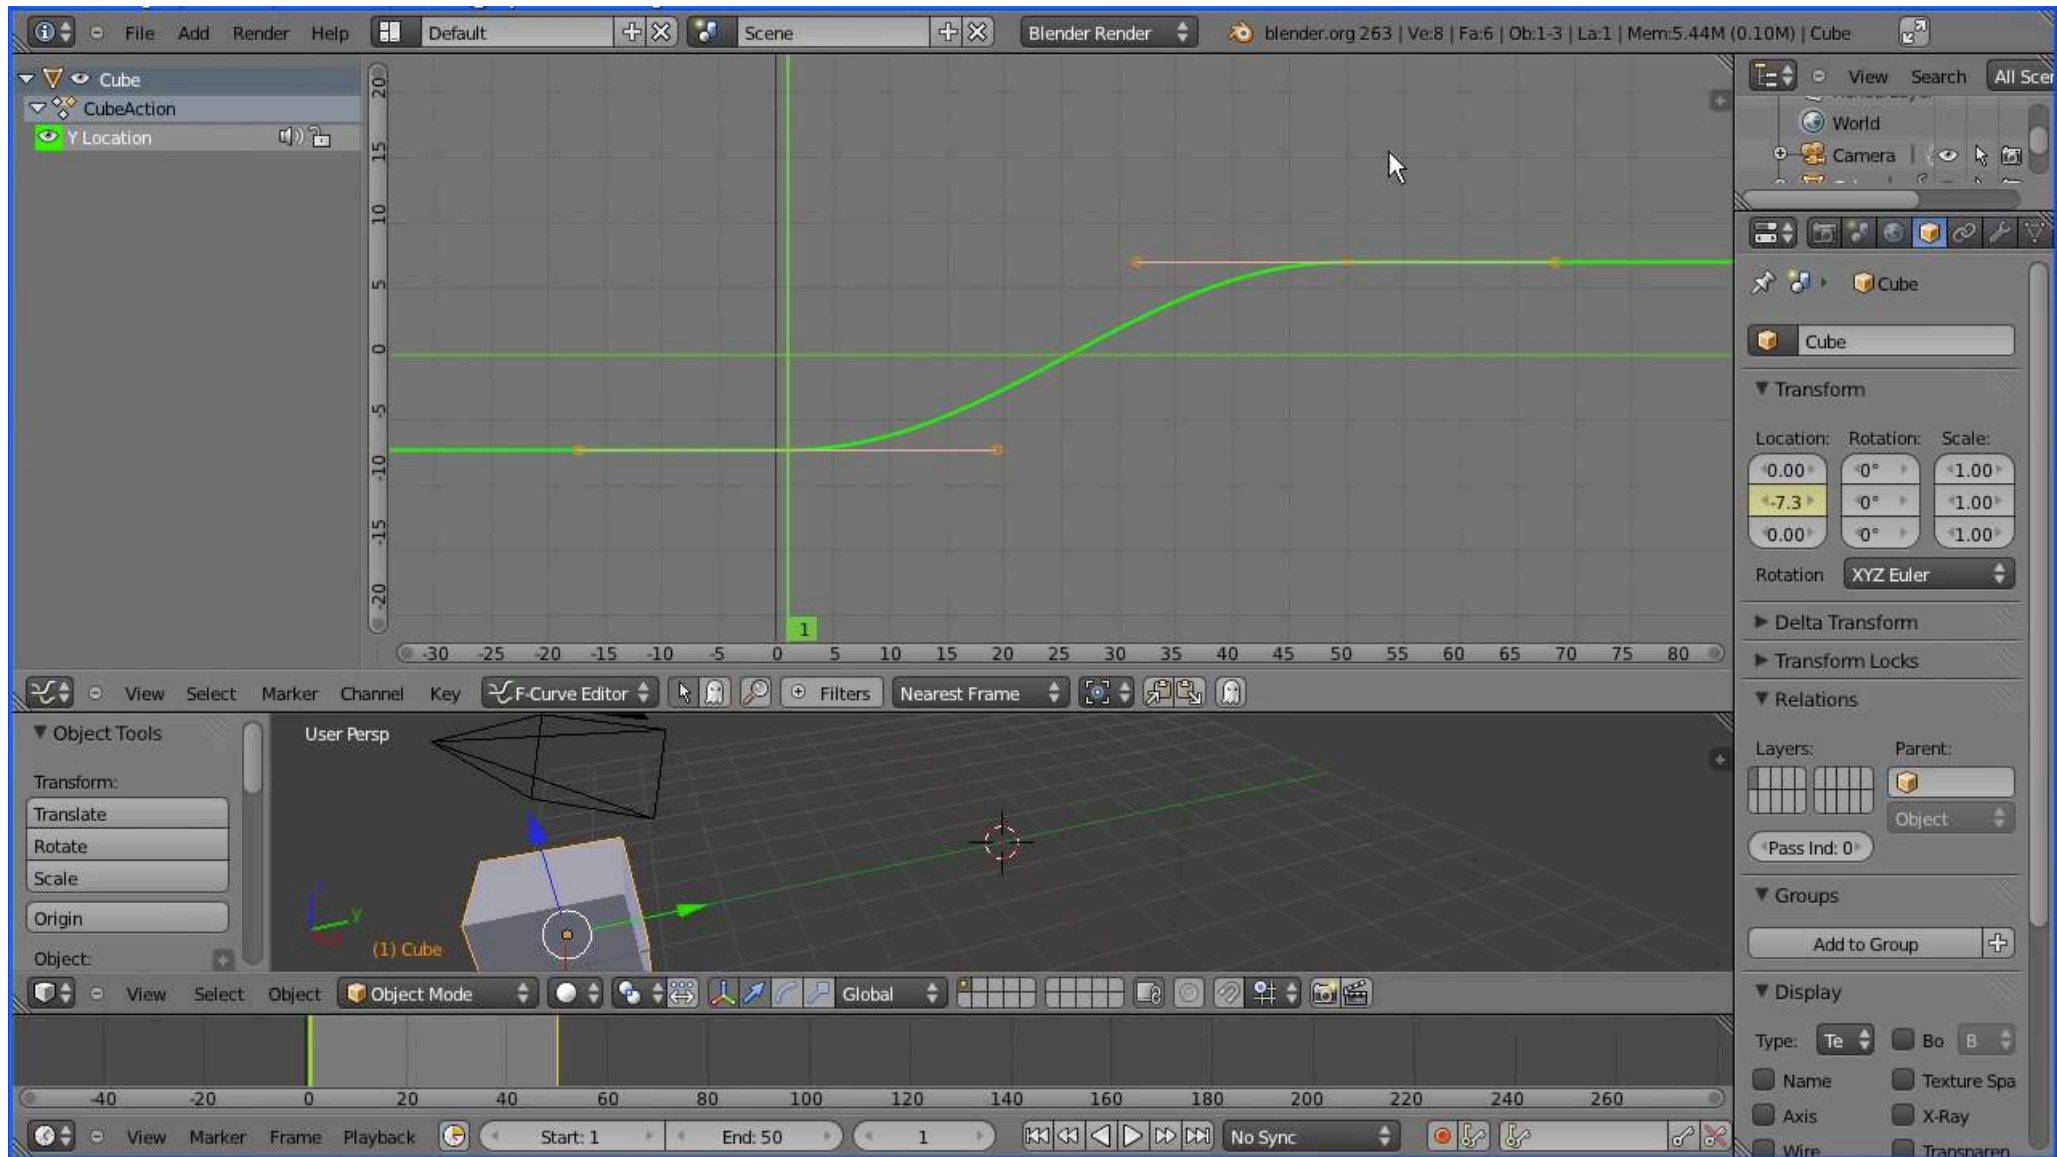 File Add Render Help Default Scene Blender Render blender.org 263 | Ve:8 | Fa:6 | Ob:1-3 | La:1 | Mem:5.44M (0.10M) | Cube
Cube
CubeAction
Y Location
20
15
10
5
0
-5
-10
-15
-20
1
-30 -25 -20 -15 -10 -5 0 5 10 15 20 25 30 35 40 45 50 55 60 65 70 75 80
View Select Marker Channel Key F-Curve Editor Filters Nearest Frame
View Search All Scer
World
Camera
Cube
Cube
Transform
Location: Rotation: Scale:
0.00 0° 1.00
-7.3 0° 1.00
0.00 0° 1.00
Rotation XYZ Euler
Delta Transform
Transform Locks
Relations
Layers: Parent:
Object
Pass Ind: 0
Groups
Add to Group
Display
Type: Te Bo B
Name Texture Spa
Axis X-Ray
Wire Transparen
Object Tools
Transform:
Translate
Rotate
Scale
Origin
Object:
User Persp
y
(1) Cube
View Select Object Object Mode Global
-40 -20 0 20 40 60 80 100 120 140 160 180 200 220 240 260
View Marker Frame Playback Start: 1 End: 50 1 No Sync